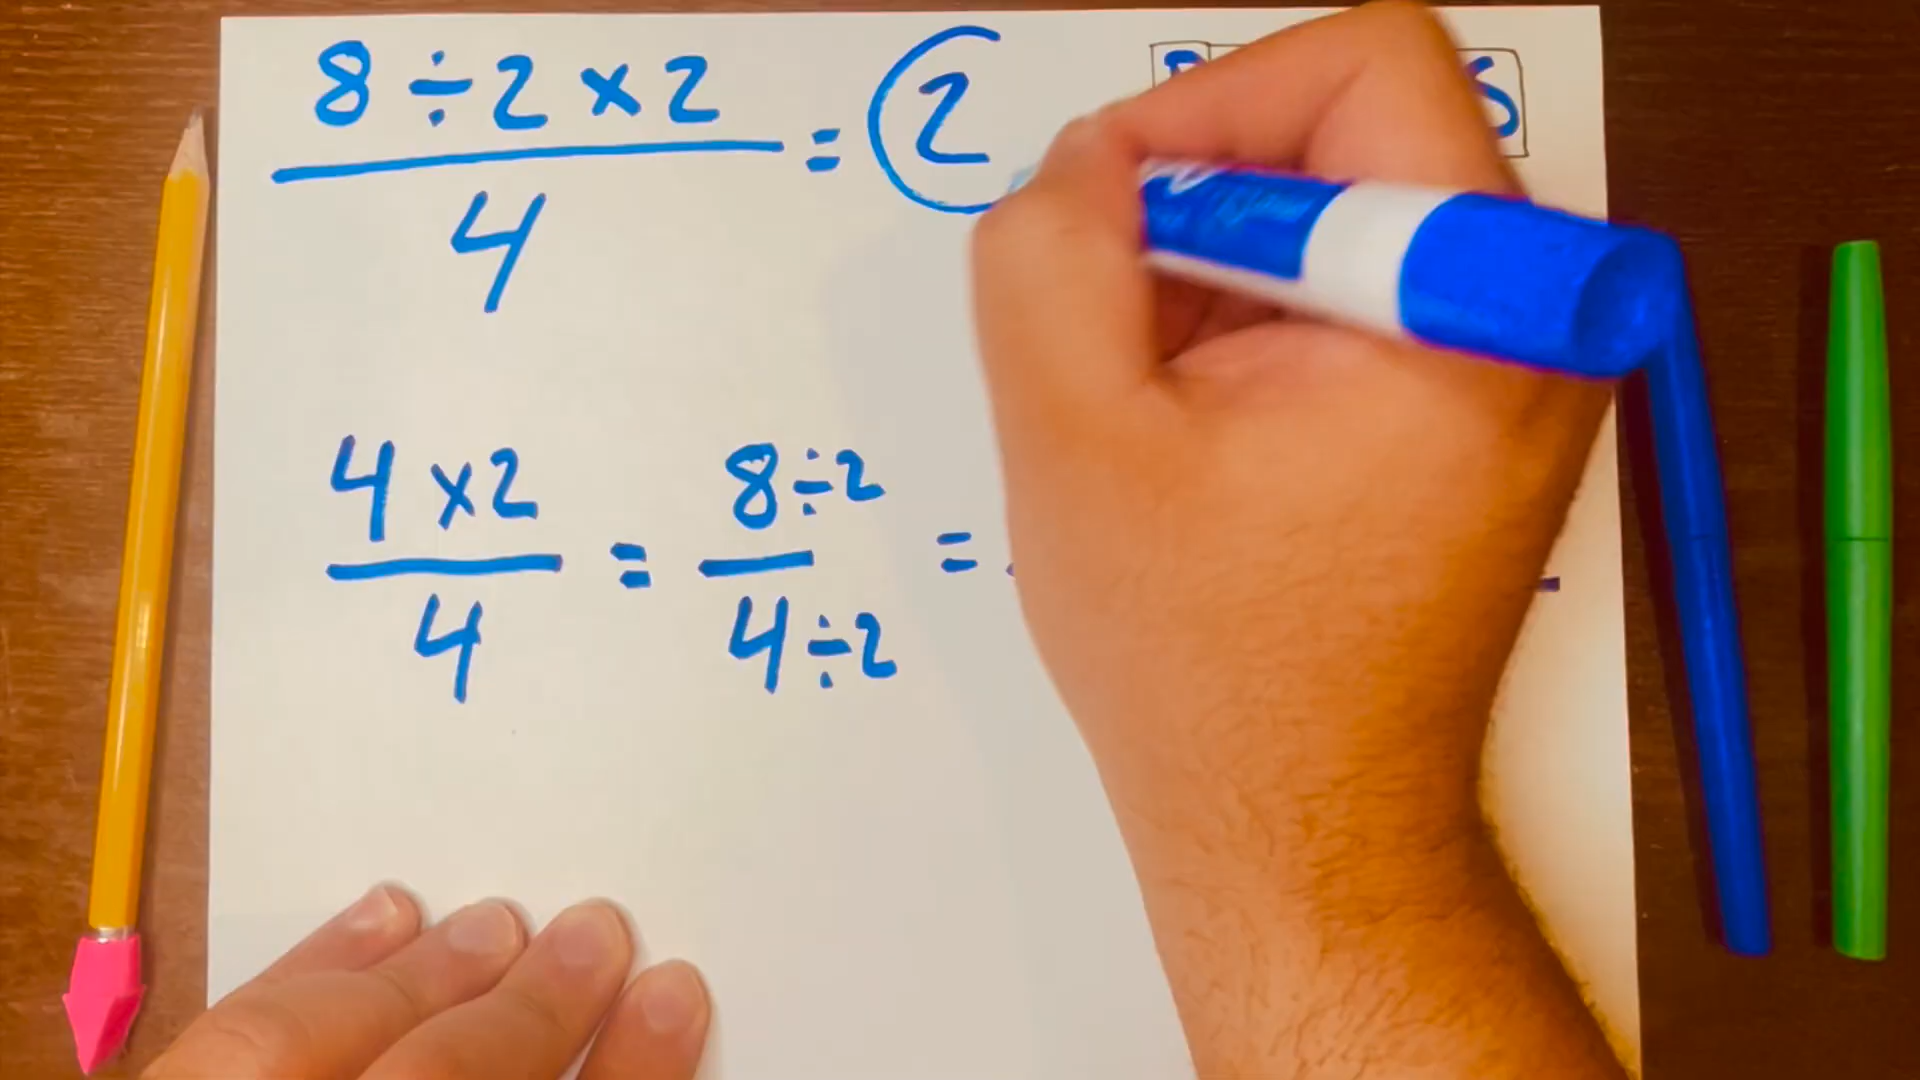 8 ÷ 2 × 2 = 2
4
4 × 2 = 8 ÷ 2 =
4 4 ÷ 2